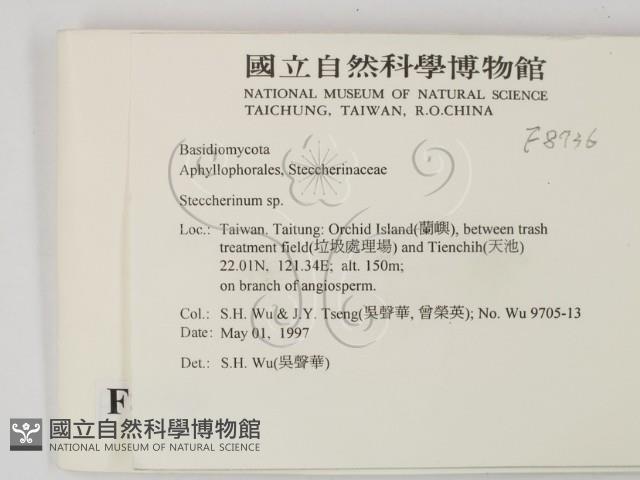 國立自然科學博物館
NATIONAL MUSEUM OF NATURAL SCIENCE
TAICHUNG, TAIWAN, R.O.CHINA
F8736
Basidiomycota
Aphyllophorales, Steccherinaceae
Steccherinum sp.
Loc.: Taiwan. Taitung: Orchid Island(蘭嶼), between trash
treatment field(垃圾處理場) and Tienchih(天池)
22.01N, 121.34E; alt. 150m;
on branch of angiosperm.
Col.: S.H. Wu & J.Y. Tseng(吳聲華, 曾榮英); No. Wu 9705-13
Date: May 01, 1997
Det.: S.H. Wu(吳聲華)
F
國立自然科學博物館
NATIONAL MUSEUM OF NATURAL SCIENCE